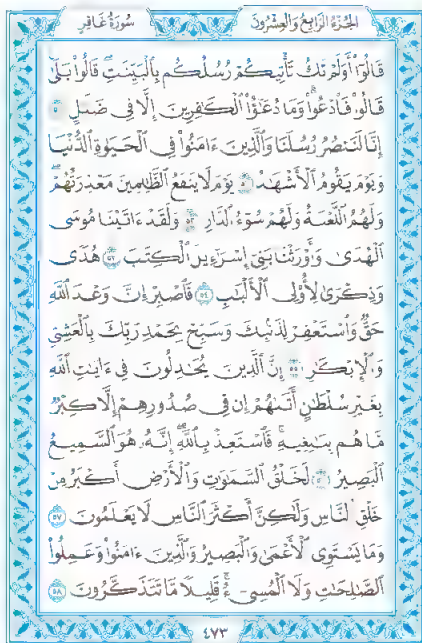 الجزء الرابع والعشرون سورة غافر
قَالُوٓا۟ أَوَلَمْ تَكُ تَأْتِيكُمْ رُسُلُكُم بِٱلْبَيِّنَٰتِ ۖ قَالُوا۟ بَلَىٰ ۚ
قَالُوا۟ فَٱدْعُوا۟ ۗ وَمَا دُعَٰٓؤُا۟ ٱلْكَٰفِرِينَ إِلَّا فِى ضَلَٰلٍ ٥٠
إِنَّا لَنَنصُرُ رُسُلَنَا وَٱلَّذِينَ ءَامَنُوا۟ فِى ٱلْحَيَوٰةِ ٱلدُّنْيَا
وَيَوْمَ يَقُومُ ٱلْأَشْهَٰدُ ٥١ يَوْمَ لَا يَنفَعُ ٱلظَّٰلِمِينَ مَعْذِرَتُهُمْ ۖ
وَلَهُمُ ٱللَّعْنَةُ وَلَهُمْ سُوٓءُ ٱلدَّارِ ٥٢ وَلَقَدْ ءَاتَيْنَا مُوسَى
ٱلْهُدَىٰ وَأَوْرَثْنَا بَنِىٓ إِسْرَٰٓءِيلَ ٱلْكِتَٰبَ ٥٣ هُدًى
وَذِكْرَىٰ لِأُو۟لِى ٱلْأَلْبَٰبِ ٥٤ فَٱصْبِرْ إِنَّ وَعْدَ ٱللَّهِ
حَقٌّ وَٱسْتَغْفِرْ لِذَنۢبِكَ وَسَبِّحْ بِحَمْدِ رَبِّكَ بِٱلْعَشِىِّ
وَٱلْإِبْكَٰرِ ٥٥ إِنَّ ٱلَّذِينَ يُجَٰدِلُونَ فِىٓ ءَايَٰتِ ٱللَّهِ
بِغَيْرِ سُلْطَٰنٍ أَتَىٰهُمْ ۙ إِن فِى صُدُورِهِمْ إِلَّا كِبْرٌ
مَّا هُم بِبَٰلِغِيهِ ۚ فَٱسْتَعِذْ بِٱللَّهِ ۖ إِنَّهُۥ هُوَ ٱلسَّمِيعُ
ٱلْبَصِيرُ ٥٦ لَخَلْقُ ٱلسَّمَٰوَٰتِ وَٱلْأَرْضِ أَكْبَرُ مِنْ
خَلْقِ ٱلنَّاسِ وَلَٰكِنَّ أَكْثَرَ ٱلنَّاسِ لَا يَعْلَمُونَ ٥٧
وَمَا يَسْتَوِى ٱلْأَعْمَىٰ وَٱلْبَصِيرُ وَٱلَّذِينَ ءَامَنُوا۟ وَعَمِلُوا۟
ٱلصَّٰلِحَٰتِ وَلَا ٱلْمُسِىٓءُ ۚ قَلِيلًا مَّا تَتَذَكَّرُونَ ٥٨
٤٧٣